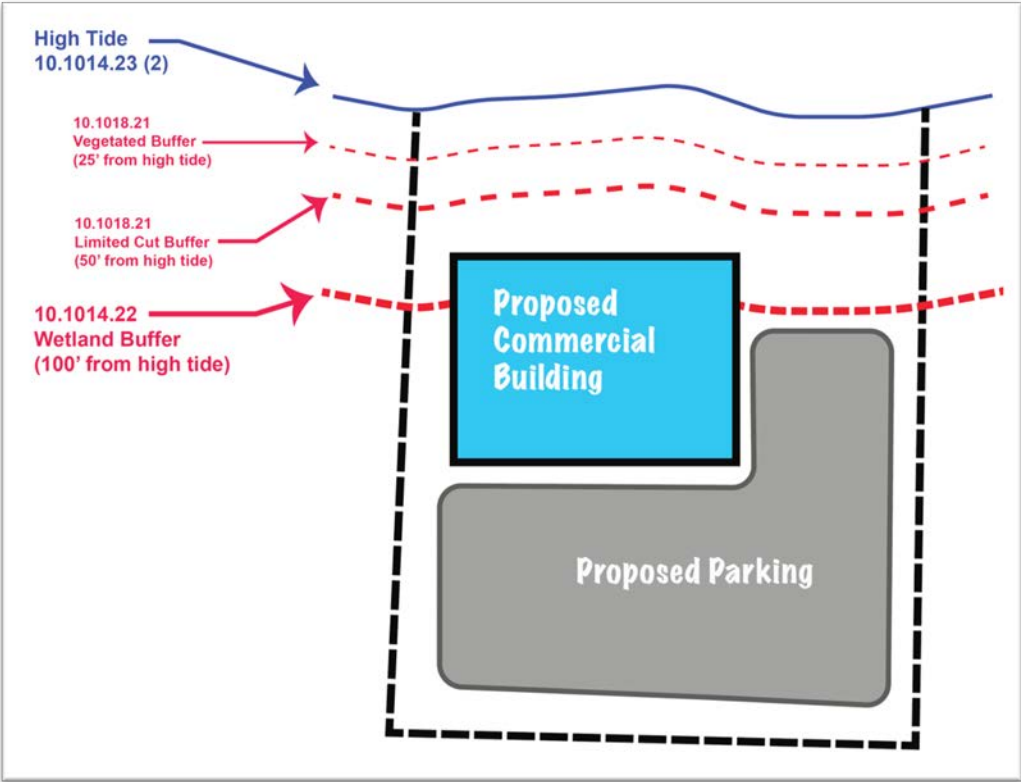 High Tide
10.1014.23 (2)
10.1018.21
Vegetated Buffer
(25' from high tide)
10.1018.21
Limited Cut Buffer
(50' from high tide)
10.1014.22
Wetland Buffer
(100' from high tide)
Proposed
Commercial
Building
Proposed Parking